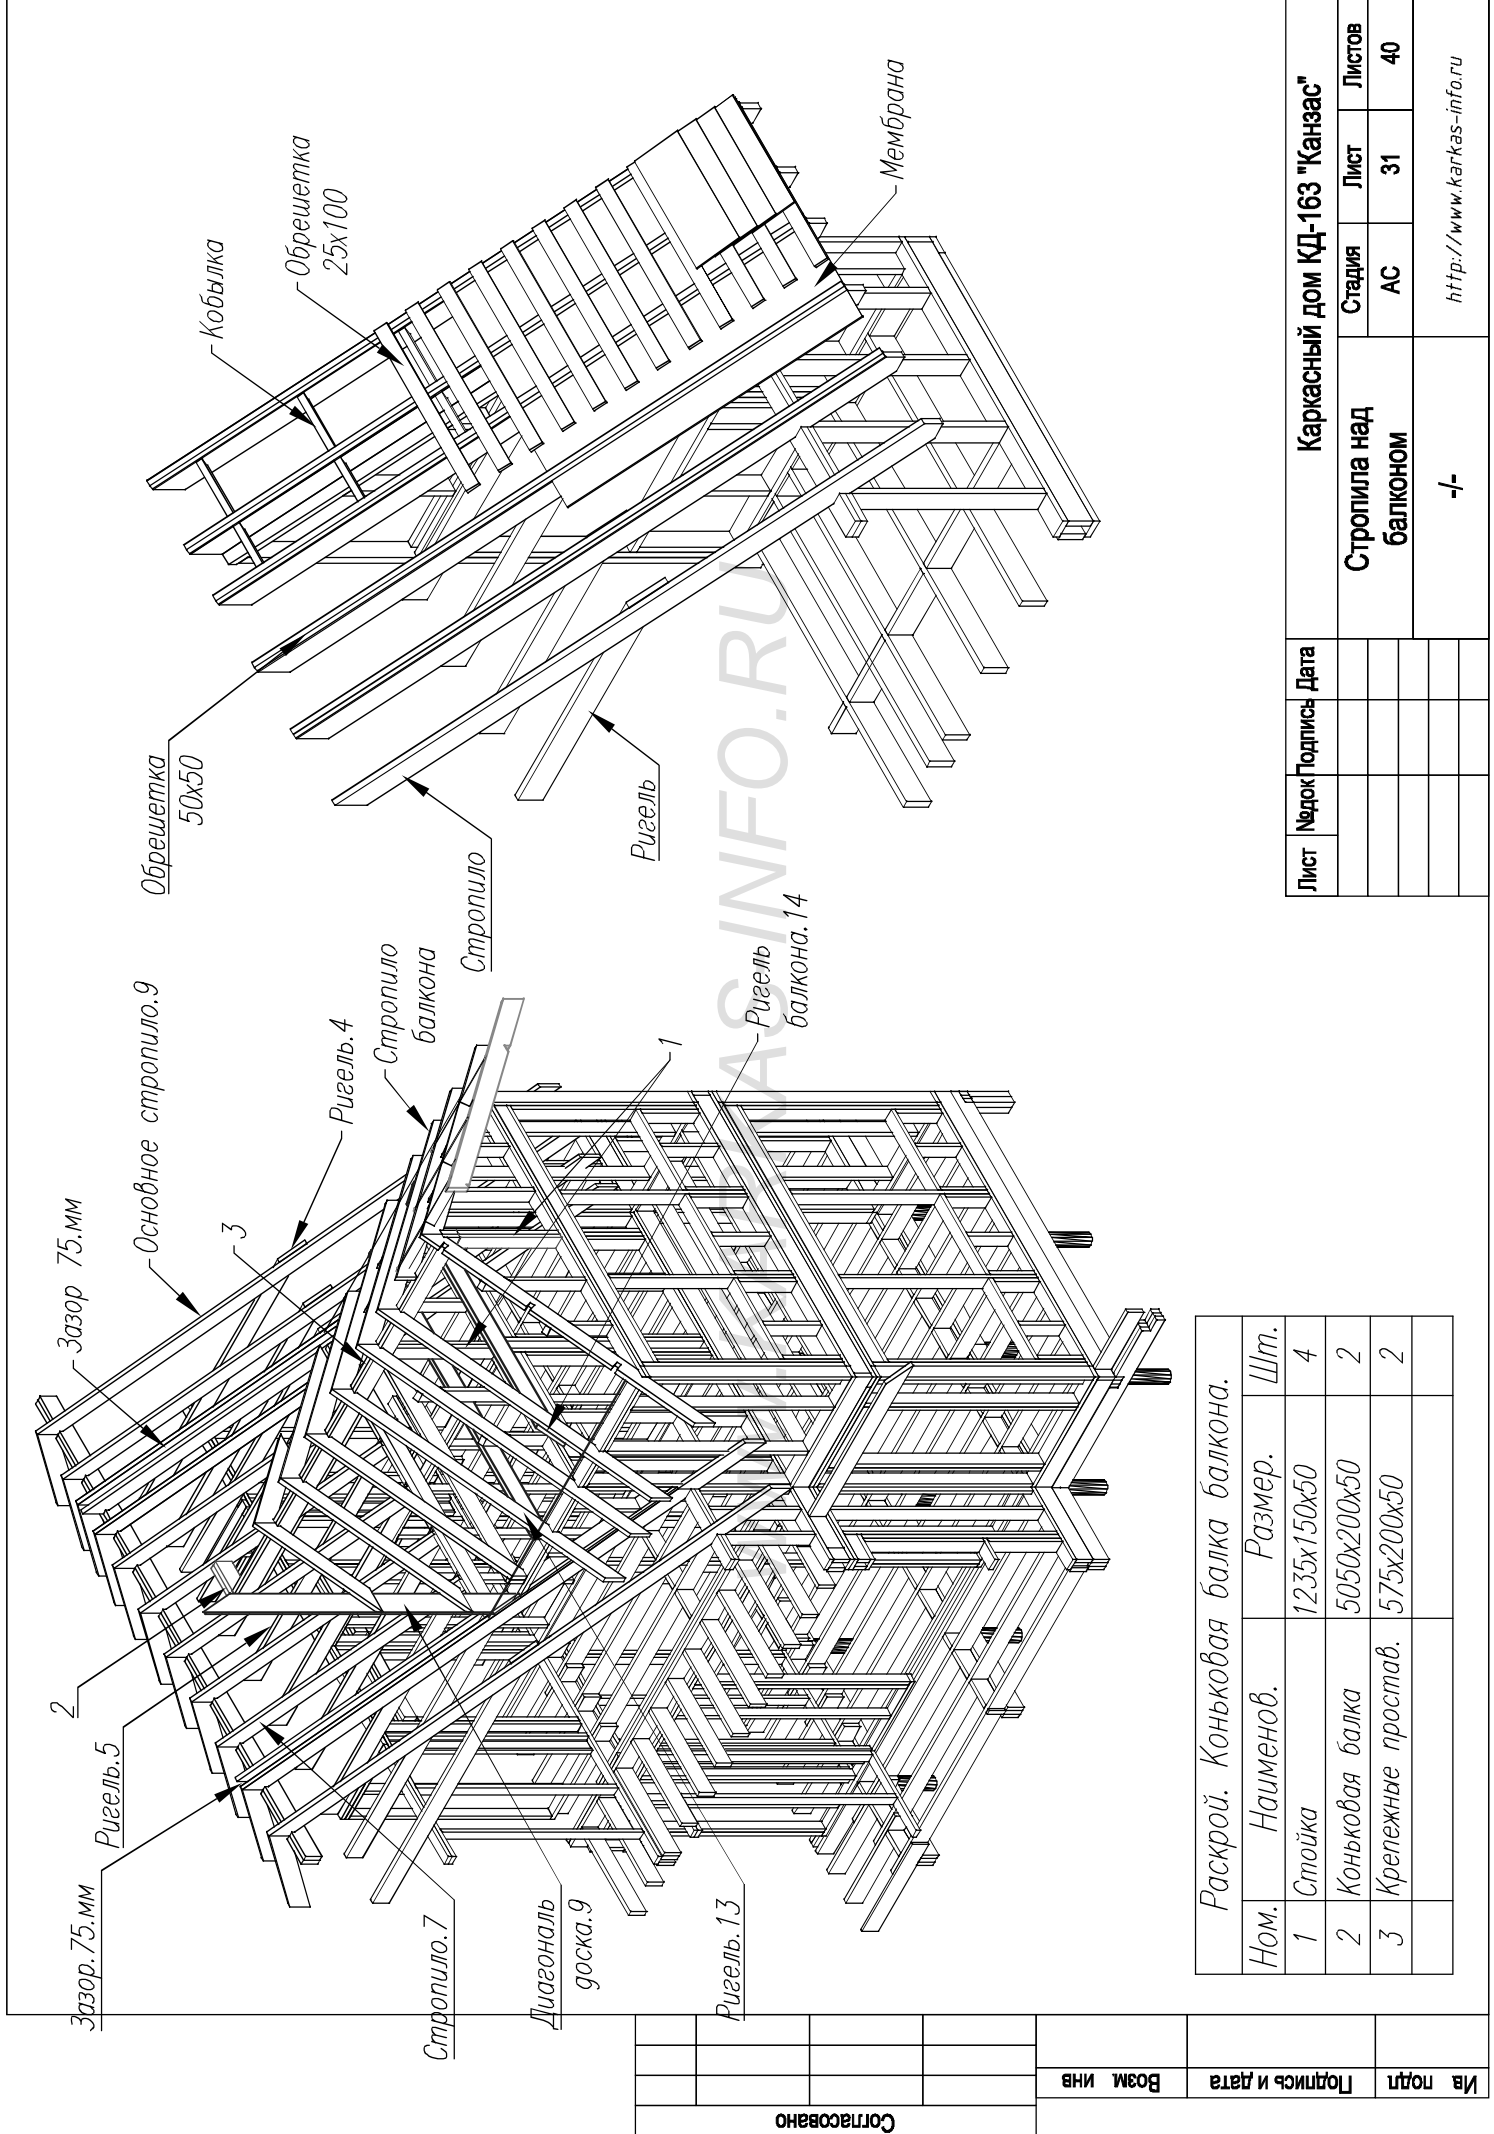 Зазор 75.мм
Основное стропило.9
3
Ригель.4
Стропило
балкона
1
Ригель
балкона.14
2
Ригель.5
Зазор.75.мм
Стропило.7
Диагональ
доска.9
Ригель.13
Кобылка
Обрешетка
25х100
Мембрана
Обрешетка
50х50
Стропило
Ригель
WWW.KARKAS-INFO.RU
Раскрой. Коньковая балка балкона.
Ном. Наименов. Размер. Шт.
1 Стойка 1235х150х50 4
2 Коньковая балка 5050х200х50 2
3 Крепежные простав. 575х200х50 2
Каркасный дом КД-163 "Канзас"
Лист №док Подпись Дата
Стропила над
балконом
Стадия Лист Листов
АС 31 40
-/-
http://www.karkas-info.ru
Согласовано
Возм инв
Подпись и дата
Ив подл